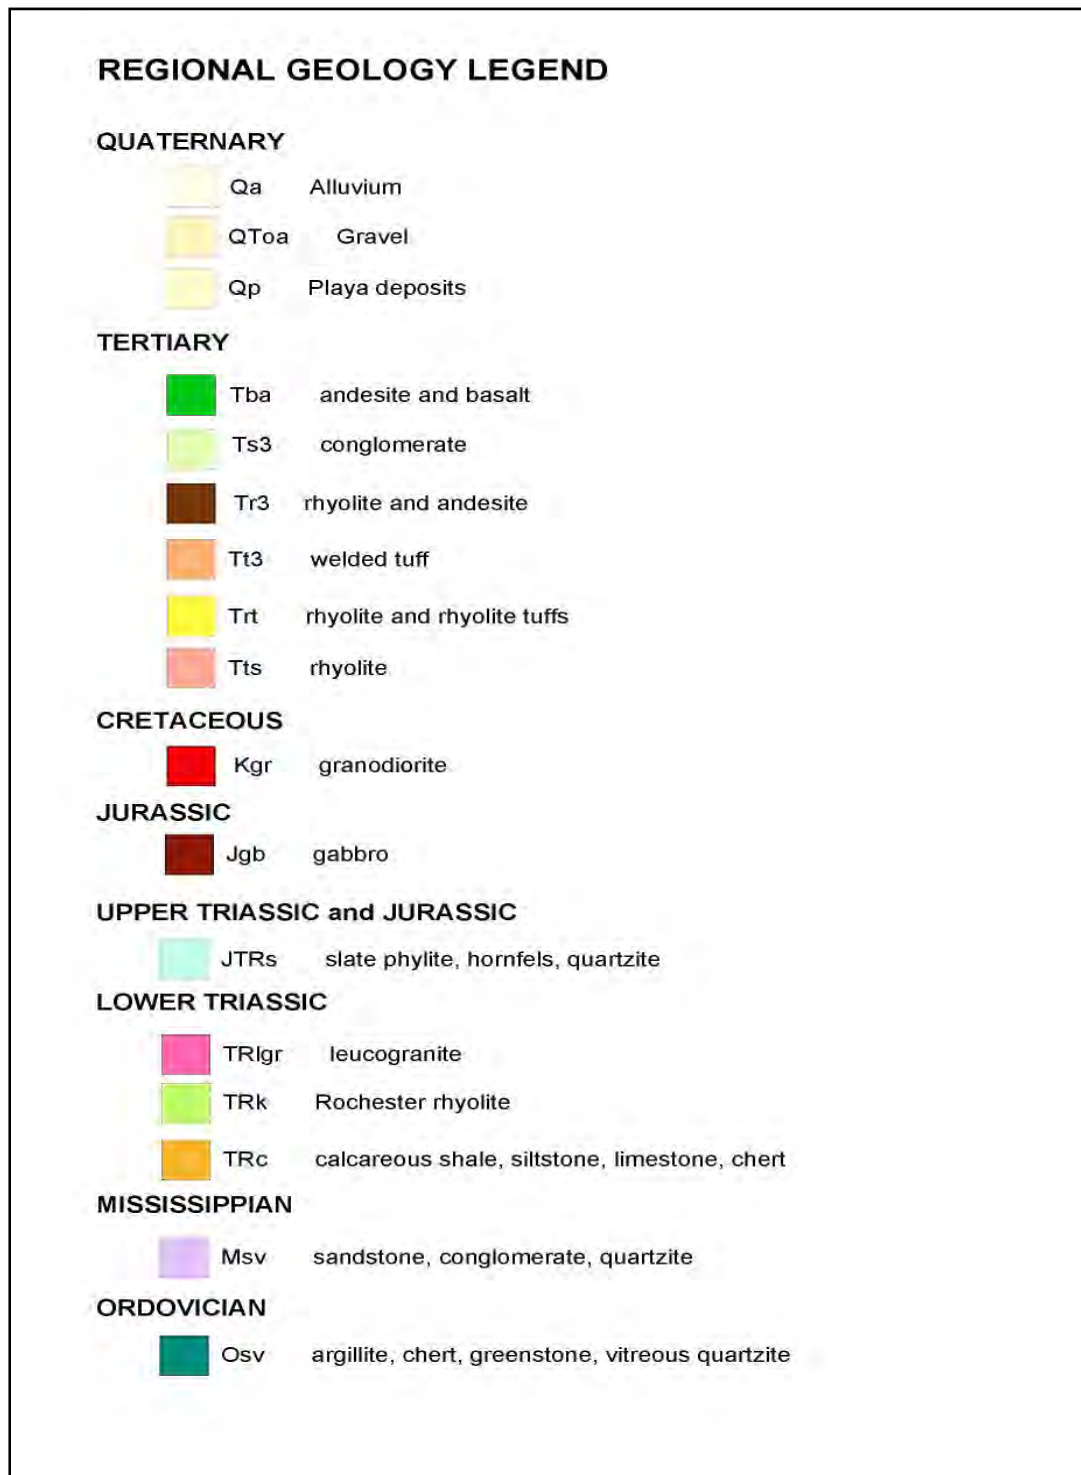 REGIONAL GEOLOGY LEGEND
QUATERNARY
Qa Alluvium
QToa Gravel
Qp Playa deposits
TERTIARY
Tba andesite and basalt
Ts3 conglomerate
Tr3 rhyolite and andesite
Tt3 welded tuff
Trt rhyolite and rhyolite tuffs
Tts rhyolite
CRETACEOUS
Kgr granodiorite
JURASSIC
Jgb gabbro
UPPER TRIASSIC and JURASSIC
JTRs slate phylite, hornfels, quartzite
LOWER TRIASSIC
TRlgr leucogranite
TRk Rochester rhyolite
TRc calcareous shale, siltstone, limestone, chert
MISSISSIPPIAN
Msv sandstone, conglomerate, quartzite
ORDOVICIAN
Osv argillite, chert, greenstone, vitreous quartzite